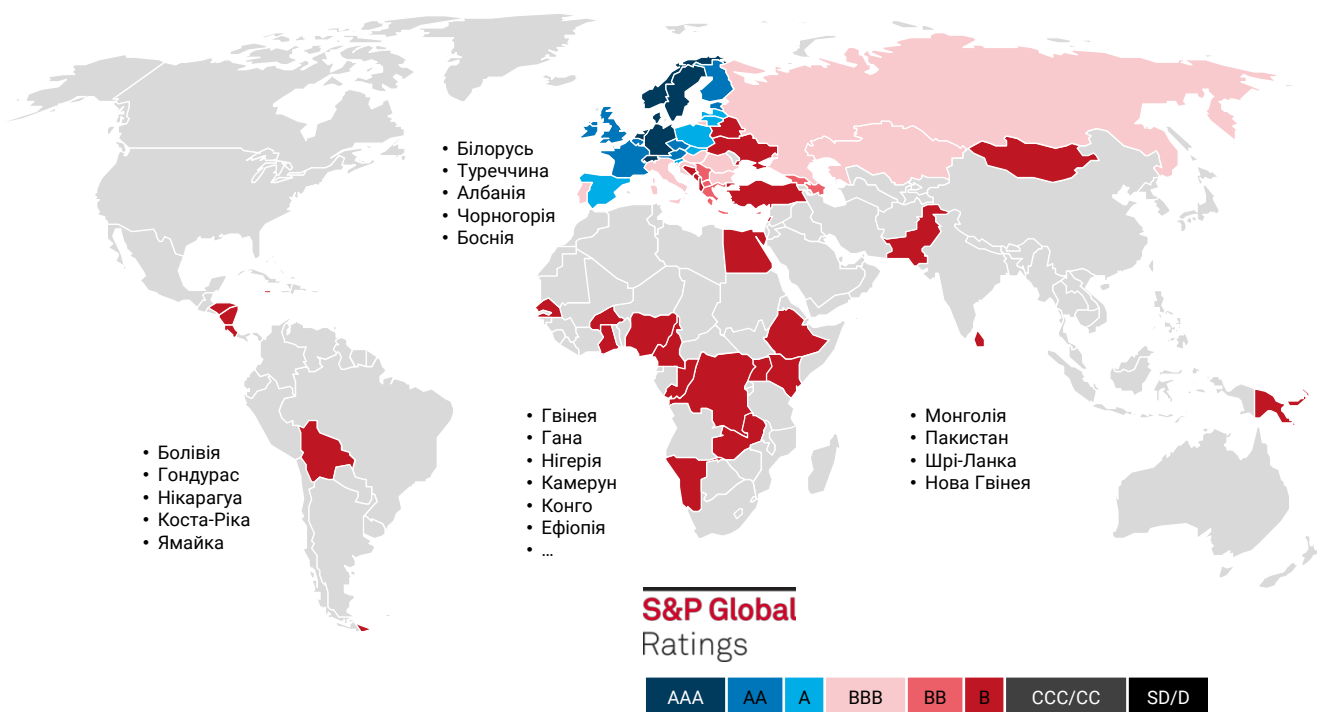 • Білорусь
• Туреччина
• Албанія
• Чорногорія
• Боснія
• Болівія
• Гондурас
• Нікарагуа
• Коста-Ріка
• Ямайка
• Гвінея
• Гана
• Нігерія
• Камерун
• Конго
• Ефіопія
• ...
• Монголія
• Пакистан
• Шрі-Ланка
• Нова Гвінея
S&P Global
Ratings
AAA AA A BBB BB B CCC/CC SD/D